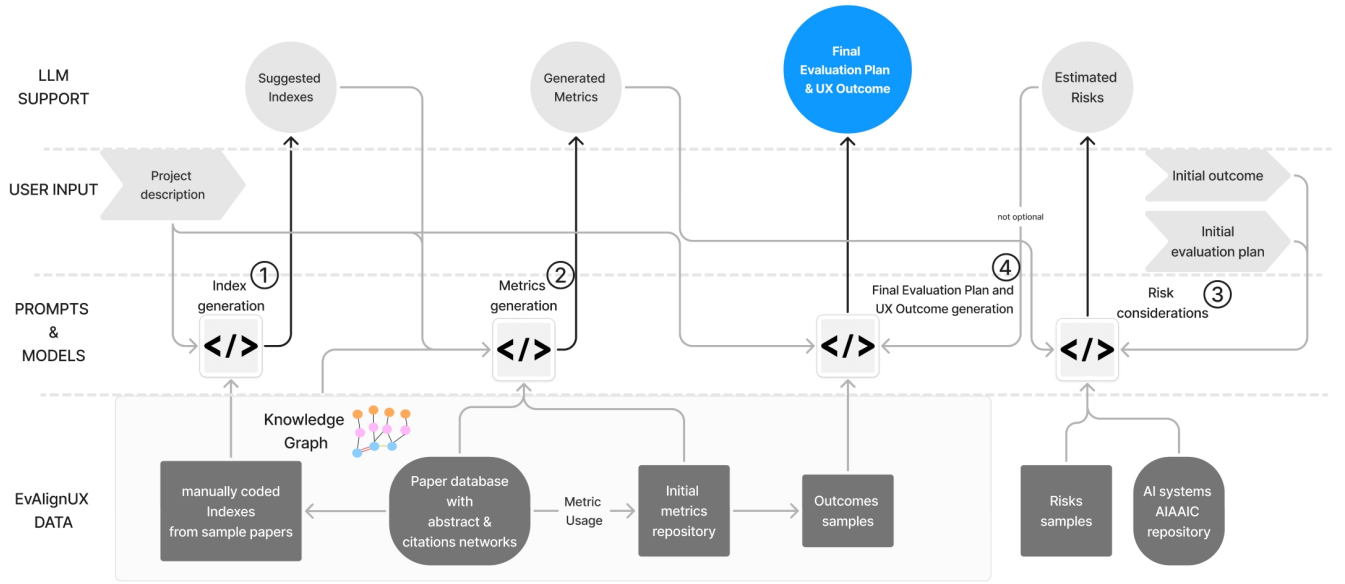 LLM
SUPPORT
Suggested
Indexes
Generated
Metrics
Final
Evaluation Plan
& UX Outcome
Estimated
Risks
USER INPUT
Project
description
Initial outcome
Initial
evaluation plan
not optional
PROMPTS
&
MODELS
Index
generation
1
</>
Metrics
generation
2
</>
4
Final Evaluation Plan and
UX Outcome generation
</>
Risk
considerations
3
</>
EvAlignUX
DATA
Knowledge
Graph
manually coded
Indexes
from sample papers
Paper database
with
abstract &
citations networks
Metric
Usage
Initial
metrics
repository
Outcomes
samples
Risks
samples
AI systems
AIAAIC
repository